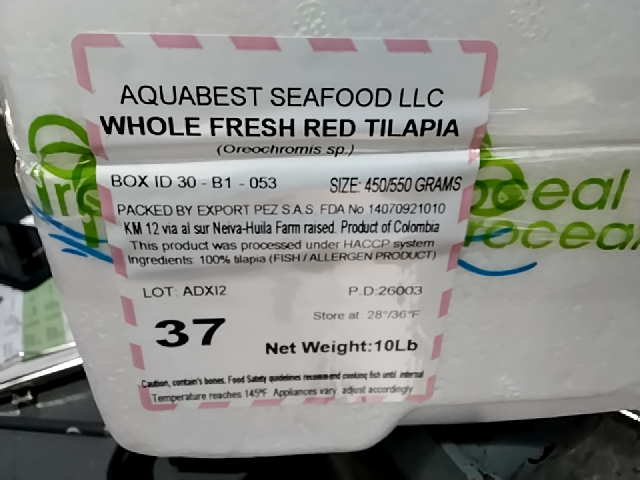 AQUABEST SEAFOOD LLC
WHOLE FRESH RED TILAPIA
(Oreochromis sp.)
BOX ID 30 - B1 - 053 SIZE: 450/550 GRAMS
PACKED BY EXPORT PEZ S.A.S. FDA No 14070921010
KM 12 via al sur Neiva-Huila Farm raised. Product of Colombia
This product was processed under HACCP system
Ingredients: 100% tilapia (FISH / ALLERGEN PRODUCT)
LOT: ADXI2 P.D:26003
Store at 28°/36°F
37
Net Weight:10Lb
Caution, contain's bones. Food Safety guidelines recommend cooking fish until internal
Temperature reaches 145ºF. Appliances vary, adjust accordingly